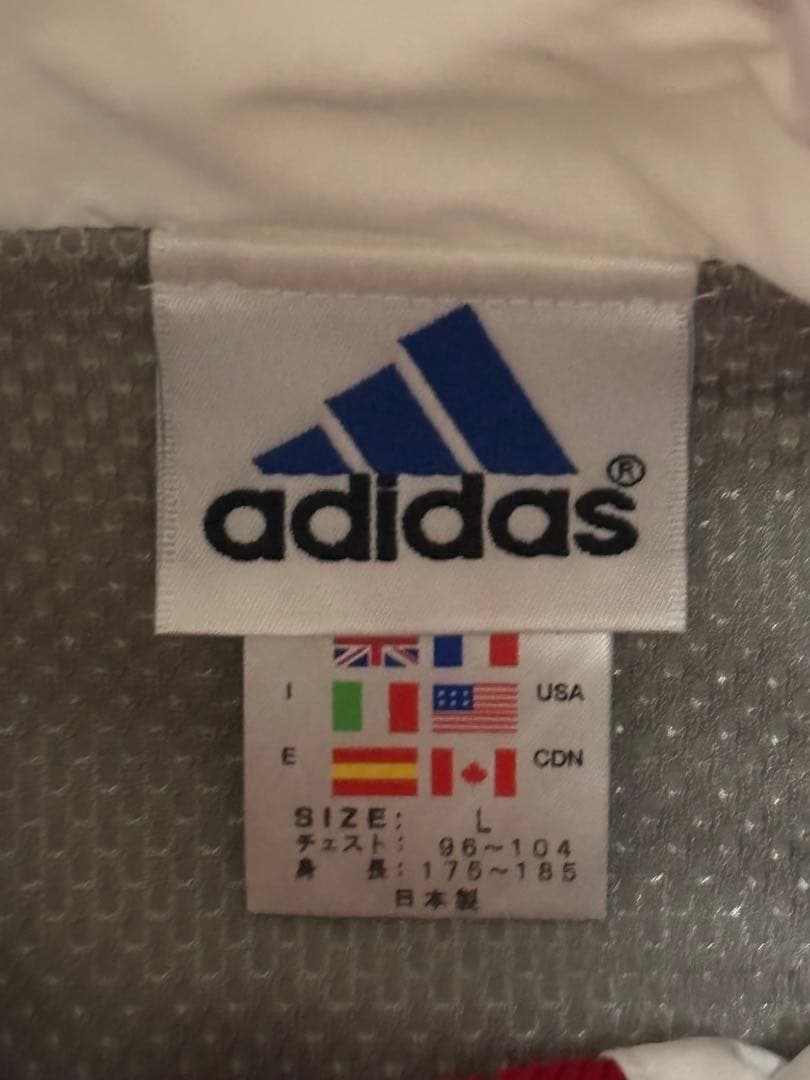 adidas®
I USA
E CDN
SIZE: L
チェスト: 96~104
身 長: 175~185
日本製